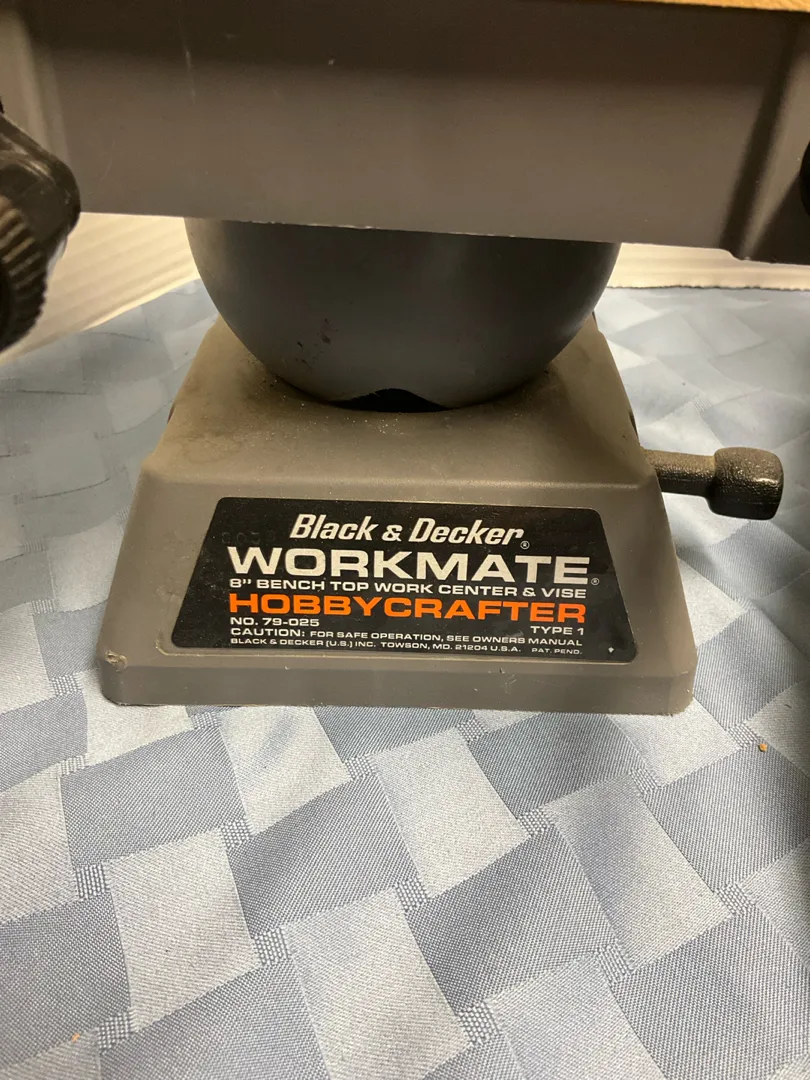 Black & Decker®
WORKMATE®
8" BENCH TOP WORK CENTER & VISE
HOBBYCRAFTER
NO. 79-025 TYPE 1
CAUTION: FOR SAFE OPERATION, SEE OWNERS MANUAL
BLACK & DECKER (U.S.) INC. TOWSON, MD. 21204 U.S.A. PAT. PEND.